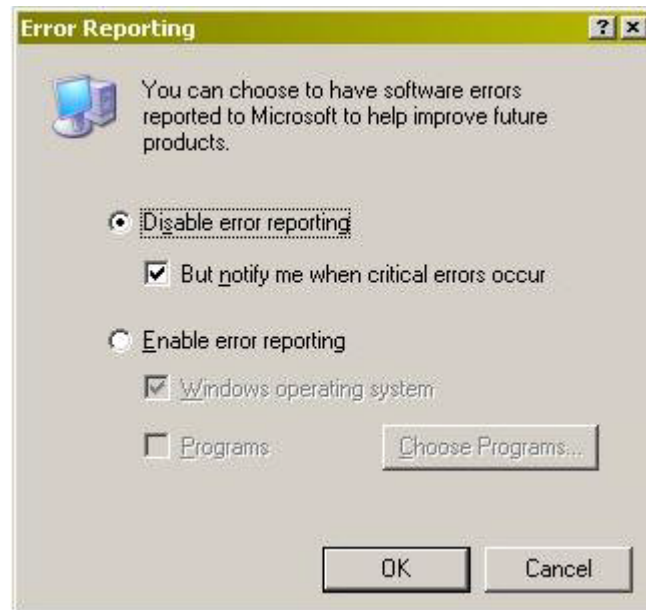 Error Reporting
You can choose to have software errors
reported to Microsoft to help improve future
products.
Disable error reporting
But notify me when critical errors occur
Enable error reporting
Windows operating system
Programs
Choose Programs...
OK
Cancel